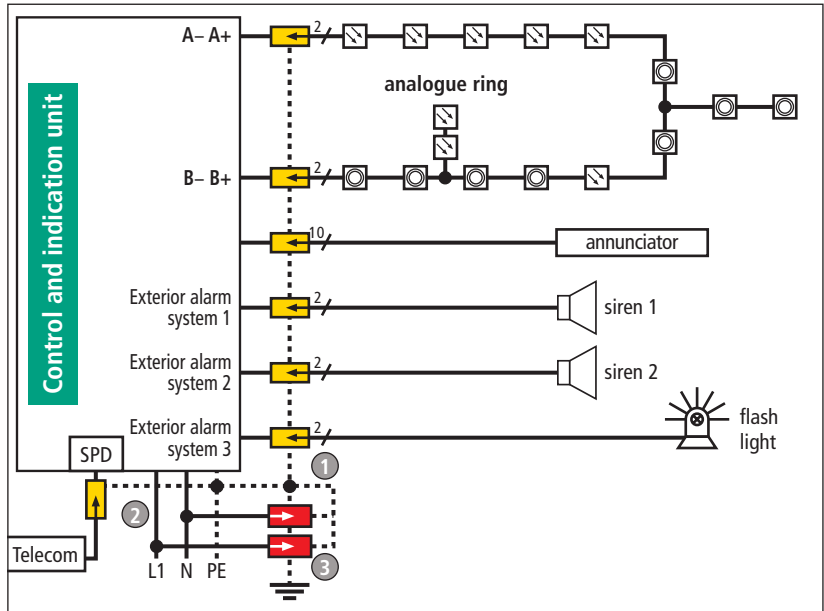 Control and indication unit
A– A+
2
analogue ring
B– B+
2
10
annunciator
Exterior alarm
system 1
2
siren 1
Exterior alarm
system 2
2
siren 2
Exterior alarm
system 3
2
flash
light
SPD
1
2
Telecom
L1 N PE
3